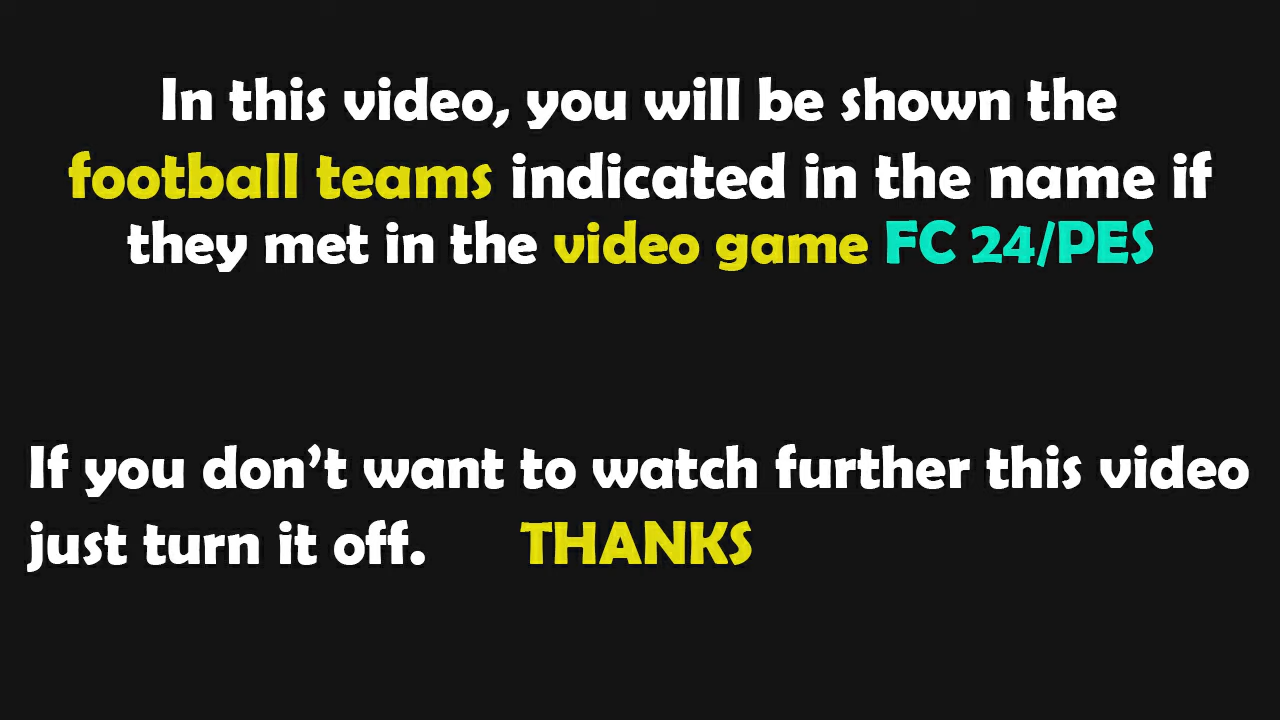 In this video, you will be shown the
football teams indicated in the name if
they met in the video game FC 24/PES
If you don’t want to watch further this video
just turn it off. THANKS